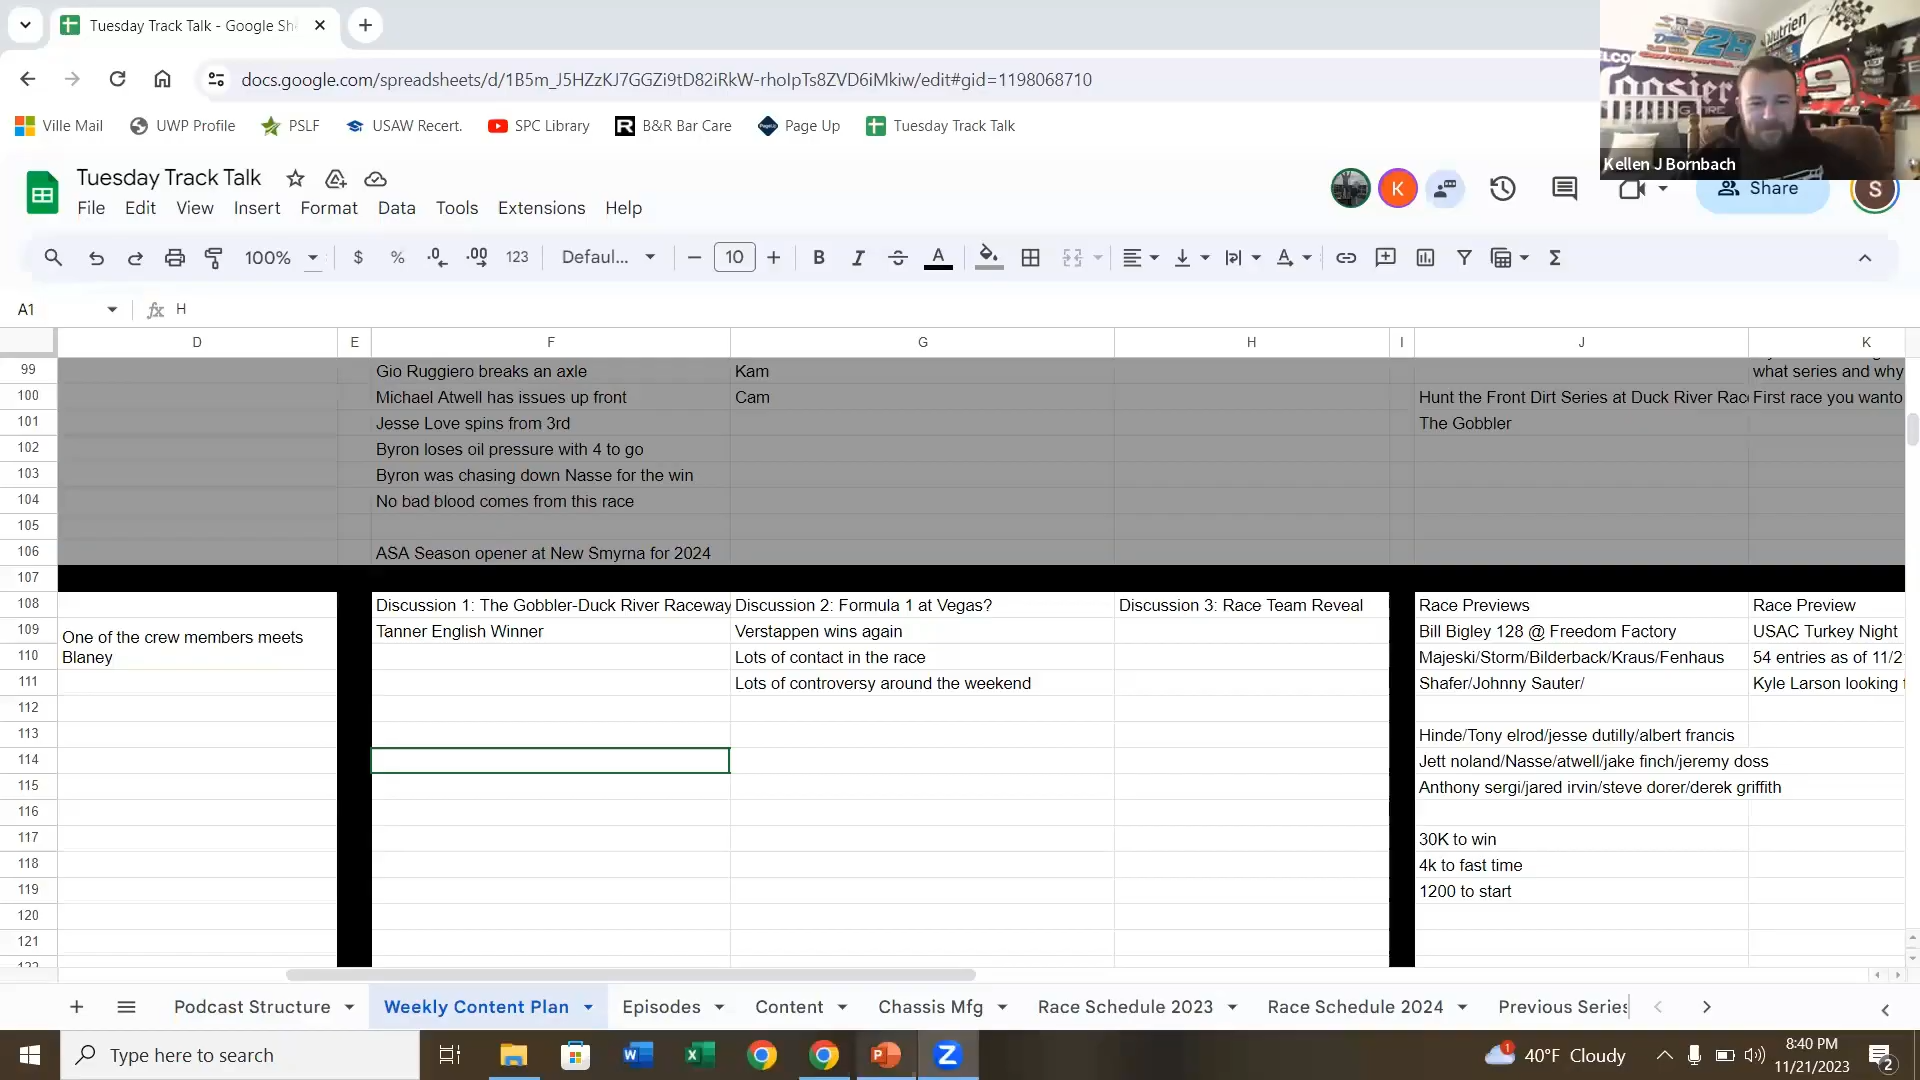 Tuesday Track Talk - Google Sh
docs.google.com/spreadsheets/d/1B5m_J5HZzKJ7GGZi9tD82iRkW-rhoIpTs8ZVD6iMkiw/edit#gid=1198068710
Ville Mail
UWP Profile
PSLF
USAW Recert.
SPC Library
B&R Bar Care
Page Up
Tuesday Track Talk
Kellen J Bornbach
Tuesday Track Talk
File Edit View Insert Format Data Tools Extensions Help
K
Share
S
100%
$ % .0 .00 123 Defaul... 10 B I A
A1
fx H
D E F G H I J K
99 Gio Ruggiero breaks an axle Kam what series and why
100 Michael Atwell has issues up front Cam Hunt the Front Dirt Series at Duck River Rac First race you wanto
101 Jesse Love spins from 3rd The Gobbler
102 Byron loses oil pressure with 4 to go
103 Byron was chasing down Nasse for the win
104 No bad blood comes from this race
105
106 ASA Season opener at New Smyrna for 2024
107
108 Discussion 1: The Gobbler-Duck River Raceway Discussion 2: Formula 1 at Vegas? Discussion 3: Race Team Reveal Race Previews Race Preview
109 One of the crew members meets Tanner English Winner Verstappen wins again Bill Bigley 128 @ Freedom Factory USAC Turkey Night
110 Blaney Lots of contact in the race Majeski/Storm/Bilderback/Kraus/Fenhaus 54 entries as of 11/2
111 Lots of controversy around the weekend Shafer/Johnny Sauter/ Kyle Larson looking
112
113 Hinde/Tony elrod/jesse dutilly/albert francis
114 Jett noland/Nasse/atwell/jake finch/jeremy doss
115 Anthony sergi/jared irvin/steve dorer/derek griffith
116
117 30K to win
118 4k to fast time
119 1200 to start
120
121
122
Podcast Structure
Weekly Content Plan
Episodes
Content
Chassis Mfg
Race Schedule 2023
Race Schedule 2024
Previous Series
Type here to search
40°F Cloudy
8:40 PM
11/21/2023
2